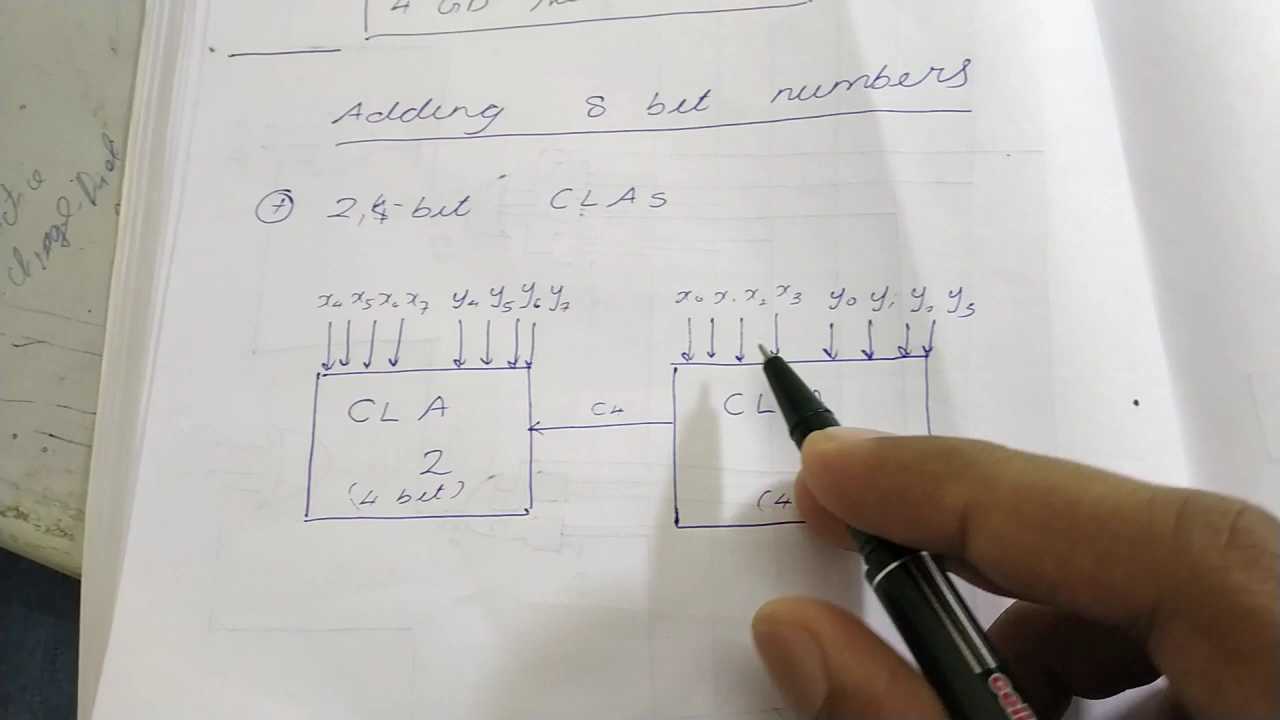 Adding 8 bit numbers
+ 2, 4-bit CLAs
x4 x5 x6 x7 y4 y5 y6 y7 x0 x1 x2 x3 y0 y1 y2 y3
CLA C4 CL
2
(4 bit) (4